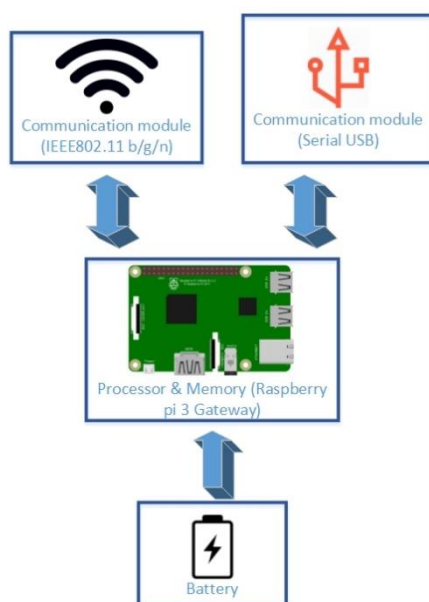 Communication module
(IEEE802.11 b/g/n)
Communication module
(Serial USB)
Processor & Memory (Raspberry
pi 3 Gateway)
Battery